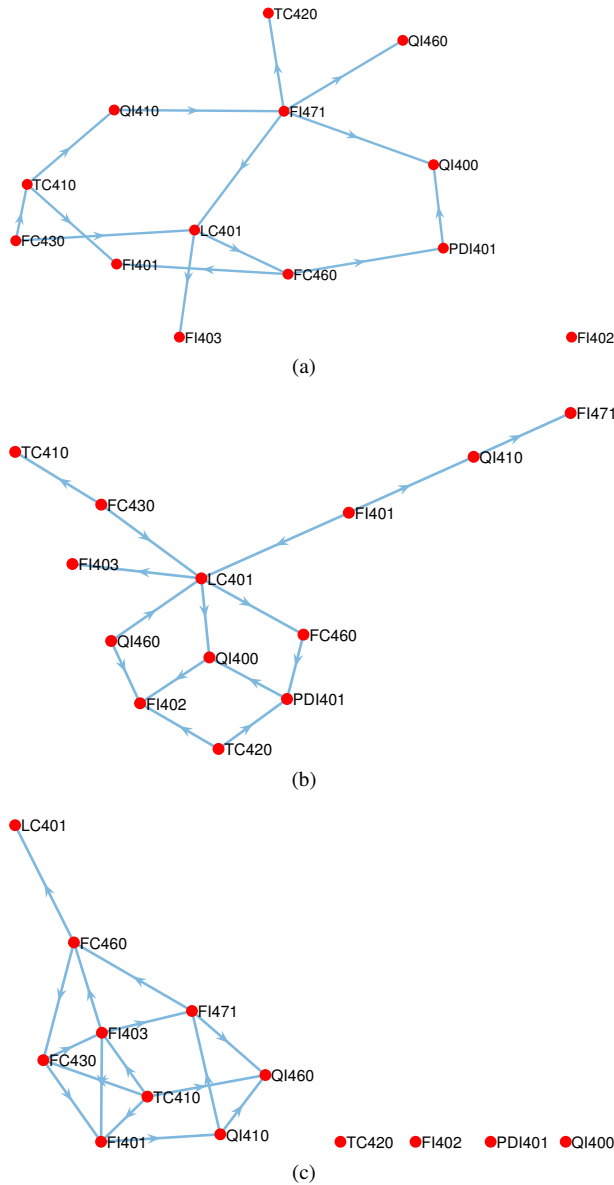 TC420
QI460
QI410
FI471
QI400
TC410
LC401
FC430
PDI401
FI401
FC460
FI403
FI402
(a)
FI471
TC410
QI410
FC430
FI401
FI403
LC401
FC460
QI460
QI400
FI402
PDI401
TC420
(b)
LC401
FC460
FI471
FI403
FC430
QI460
TC410
QI410
FI401
TC420 FI402 PDI401 QI400
(c)